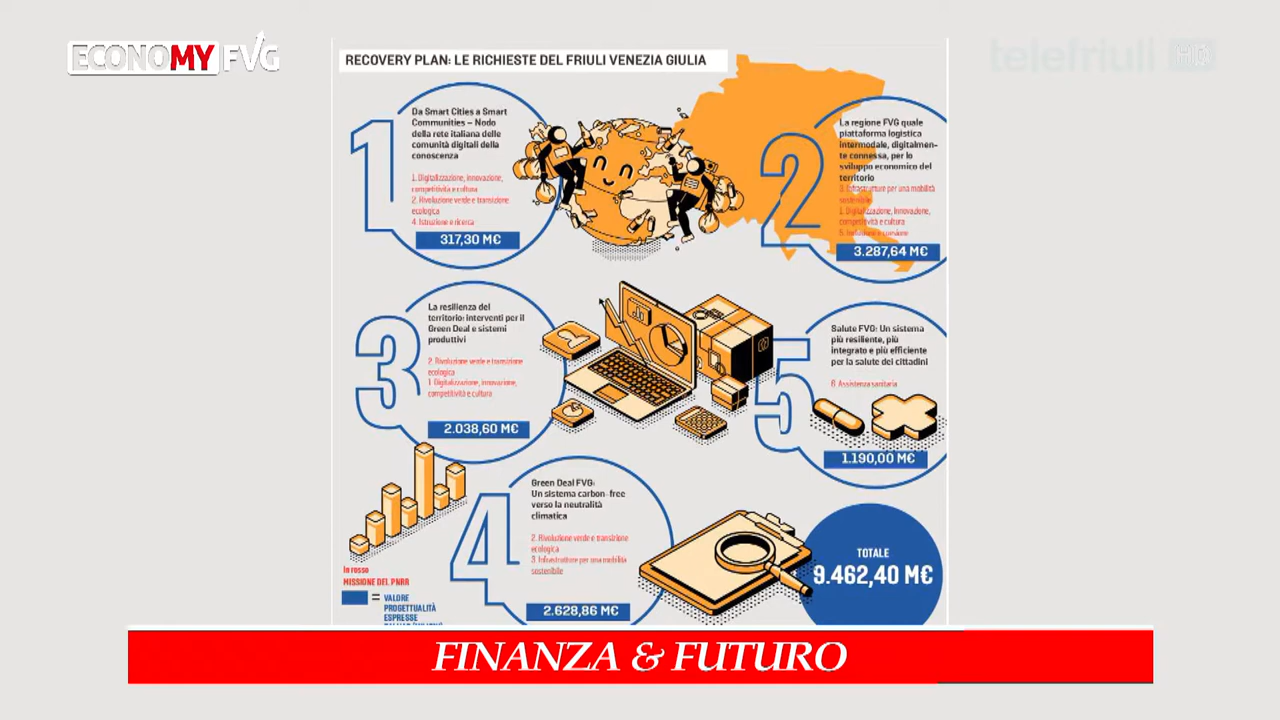 ECONOMY FVG
telefriuli HD
RECOVERY PLAN: LE RICHIESTE DEL FRIULI VENEZIA GIULIA
1
Da Smart Cities a Smart
Communities – Nodo
della rete italiana delle
comunità digitali della
conoscenza
1. Digitalizzazione, innovazione,
competitività e cultura
2. Rivoluzione verde e transizione
ecologica
4. Istruzione e ricerca
317,30 M€
2
La regione FVG quale
piattaforma logistica
intermodale, digitalmen-
te connessa, per lo
sviluppo economico del
territorio
3. Infrastrutture per una mobilità
sostenibile
1. Digitalizzazione, innovazione,
competitività e cultura
5. Inclusione e coesione
3.287,64 M€
3
La resilienza del
territorio: interventi per il
Green Deal e sistemi
produttivi
2. Rivoluzione verde e transizione
ecologica
1. Digitalizzazione, innovazione,
competitività e cultura
2.038,60 M€
5
Salute FVG: Un sistema
più resiliente, più
integrato e più efficiente
per la salute dei cittadini
6. Assistenza sanitaria
1.190,00 M€
4
Green Deal FVG:
Un sistema carbon-free
verso la neutralità
climatica
2. Rivoluzione verde e transizione
ecologica
3. Infrastrutture per una mobilità
sostenibile
2.628,86 M€
TOTALE
9.462,40 M€
In rosso
MISSIONE DEL PNRR
= VALORE
PROGETTUALITÀ
ESPRESSE
FINANZA & FUTURO